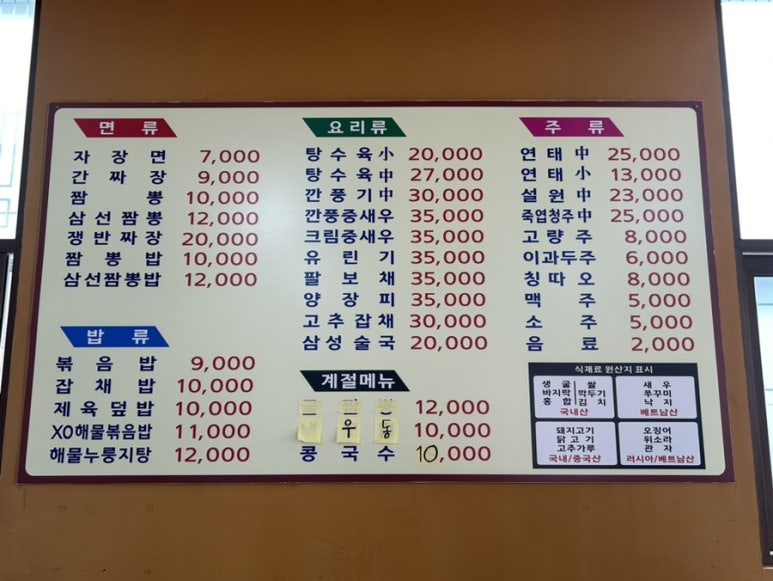 면 류
자 장 면 7,000
간 짜 장 9,000
짬 뽕 10,000
삼선짬뽕 12,000
쟁반짜장 20,000
짬 뽕 밥 10,000
삼선짬뽕밥 12,000
밥 류
볶 음 밥 9,000
잡 채 밥 10,000
제 육 덮 밥 10,000
XO해물볶음밥 11,000
해물누룽지탕 12,000
요리류
탕 수 육 小 20,000
탕 수 육 中 27,000
깐 풍 기 中 30,000
깐풍중새우 35,000
크림중새우 35,000
유 린 기 35,000
팔 보 채 35,000
양 장 피 35,000
고추잡채 30,000
삼성술국 20,000
계절메뉴
12,000
우 동 10,000
콩 국 수 10,000
주 류
연 태 中 25,000
연 태 小 13,000
설 원 中 23,000
죽엽청주 中 25,000
고 량 주 8,000
이과두주 6,000
칭 따 오 8,000
맥 주 5,000
소 주 5,000
음 료 2,000
식재료 원산지 표시
생 굴 쌀
바지락 깍두기
홍 합 김 치
국내산
새 우
쭈꾸미
낙 지
베트남산
돼지고기
닭 고 기
고추가루
국내/중국산
오징어
위소라
관 자
러시아/베트남산